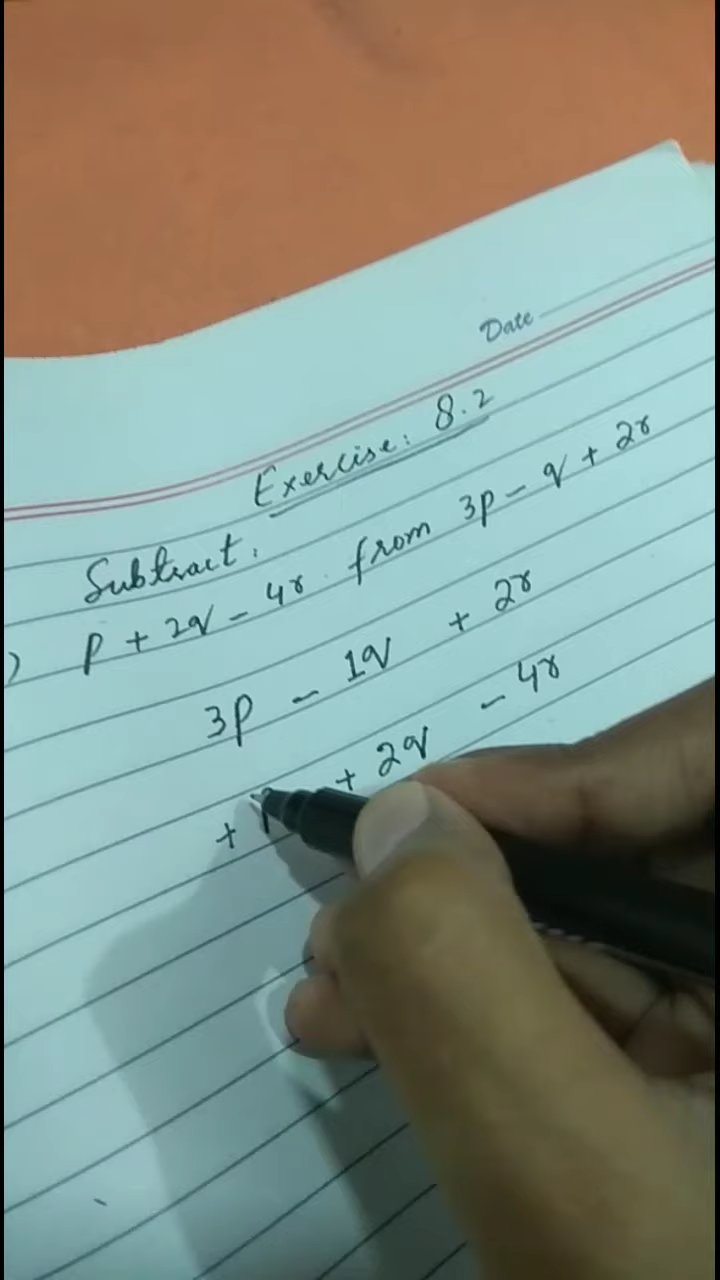 Date
Exercise: 8.2
Subtract.
) p + 2q - 4r from 3p - q + 2r
3p - 1q + 2r
+ + 2q - 4r